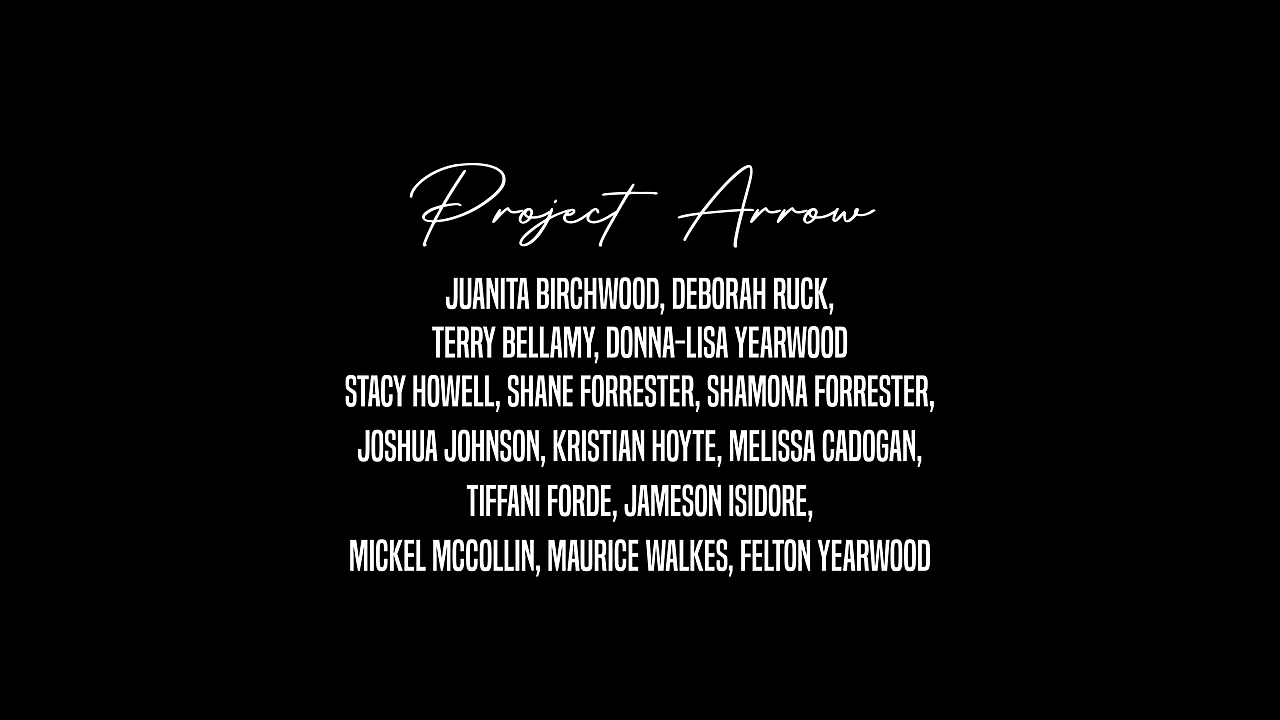 Project Arrow
JUANITA BIRCHWOOD, DEBORAH RUCK,
TERRY BELLAMY, DONNA-LISA YEARWOOD
STACY HOWELL, SHANE FORRESTER, SHAMONA FORRESTER,
JOSHUA JOHNSON, KRISTIAN HOYTE, MELISSA CADOGAN,
TIFFANI FORDE, JAMESON ISIDORE,
MICKEL MCCOLLIN, MAURICE WALKES, FELTON YEARWOOD